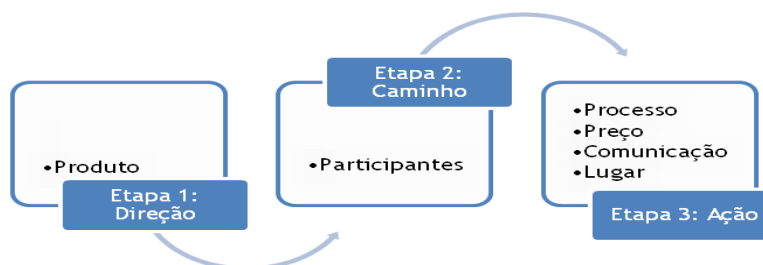 •Produto
Etapa 1:
Direção
Etapa 2:
Caminho
•Participantes
•Processo
•Preço
•Comunicação
•Lugar
Etapa 3: Ação